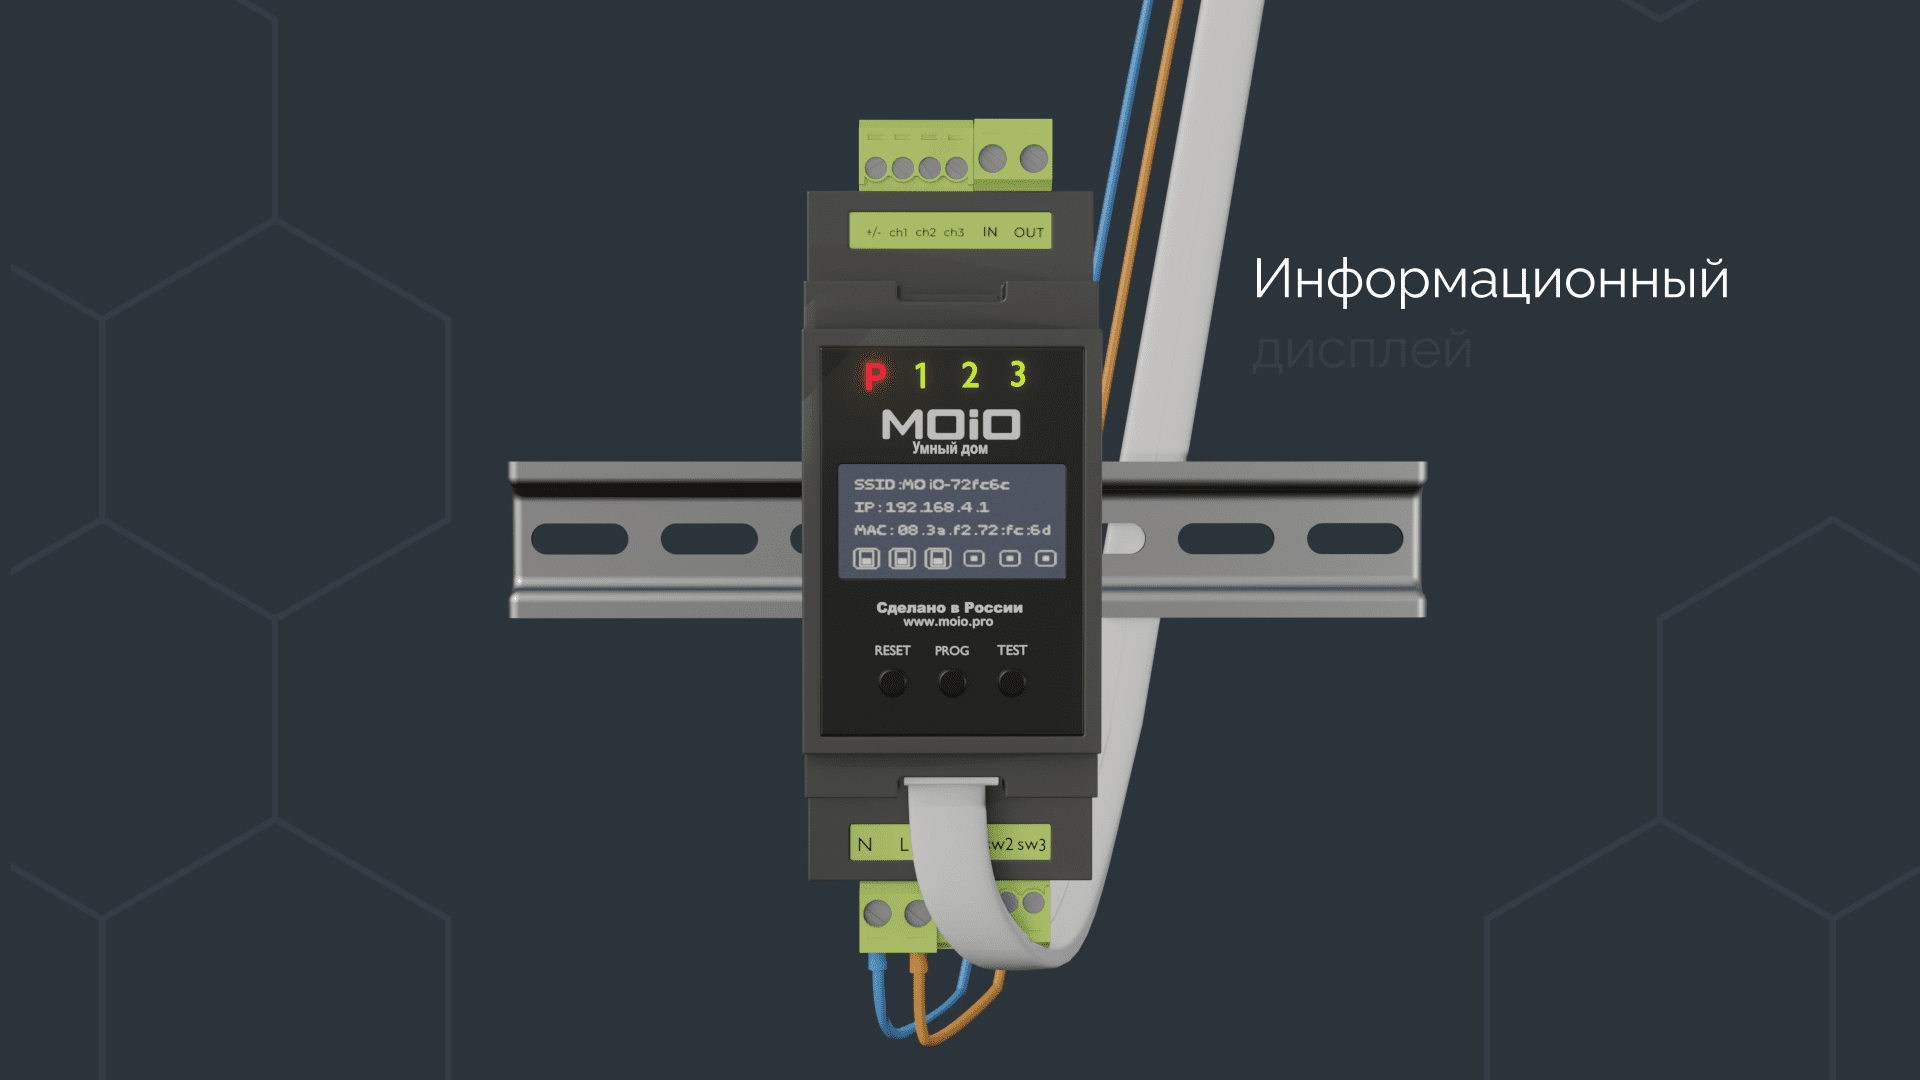 +/- ch1 ch2 ch3 IN OUT
Информационный
дисплей
P 1 2 3
MOiO
Умный дом
SSID:MOiO-72fc6c
IP:192.168.4.1
MAC:08.3a.f2.72:fc:6d
Сделано в России
www.moio.pro
RESET PROG TEST
N L sw2 sw3